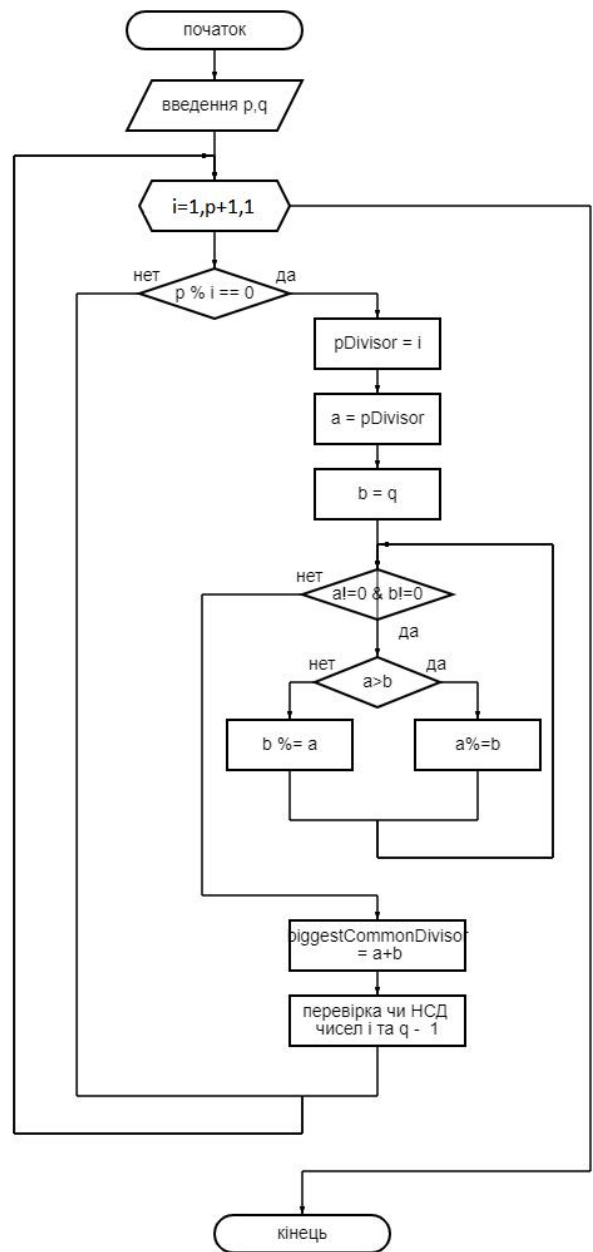 початок
введення p,q
i=1,p+1,1
нет
да
p % i == 0
pDivisor = i
a = pDivisor
b = q
нет
a!=0 & b!=0
да
нет
да
a>b
b %= a
a%=b
biggestCommonDivisor
= a+b
перевірка чи НСД
чисел і та q - 1
кінець